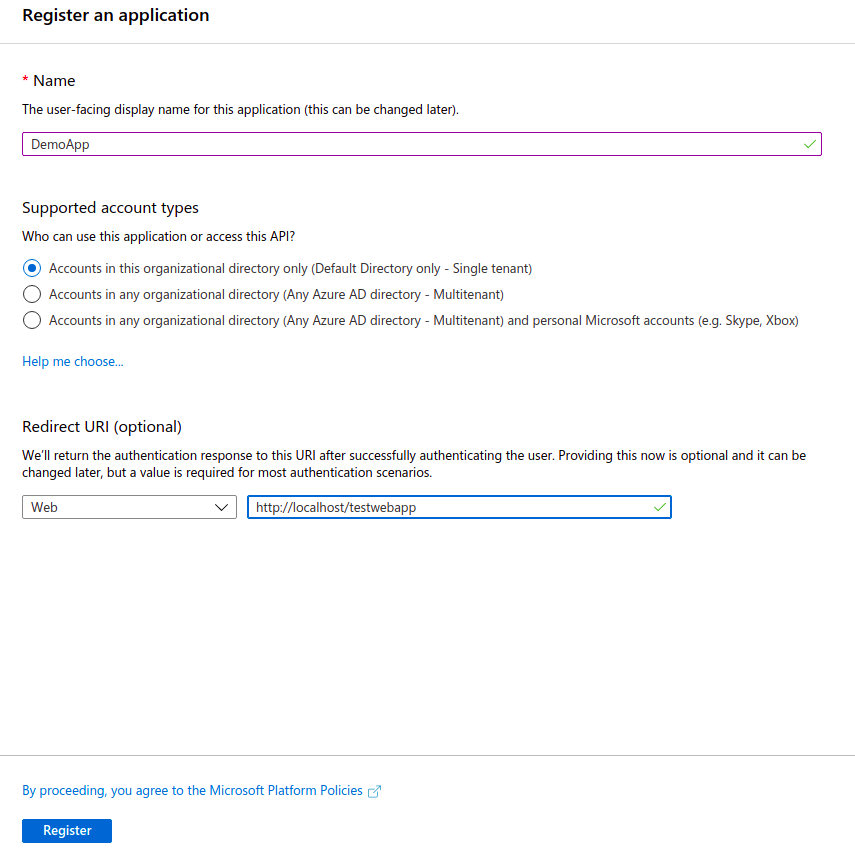 Register an application
* Name
The user-facing display name for this application (this can be changed later).
DemoApp
Supported account types
Who can use this application or access this API?
Accounts in this organizational directory only (Default Directory only - Single tenant)
Accounts in any organizational directory (Any Azure AD directory - Multitenant)
Accounts in any organizational directory (Any Azure AD directory - Multitenant) and personal Microsoft accounts (e.g. Skype, Xbox)
Help me choose...
Redirect URI (optional)
We'll return the authentication response to this URI after successfully authenticating the user. Providing this now is optional and it can be
changed later, but a value is required for most authentication scenarios.
Web
http://localhost/testwebapp
By proceeding, you agree to the Microsoft Platform Policies
Register